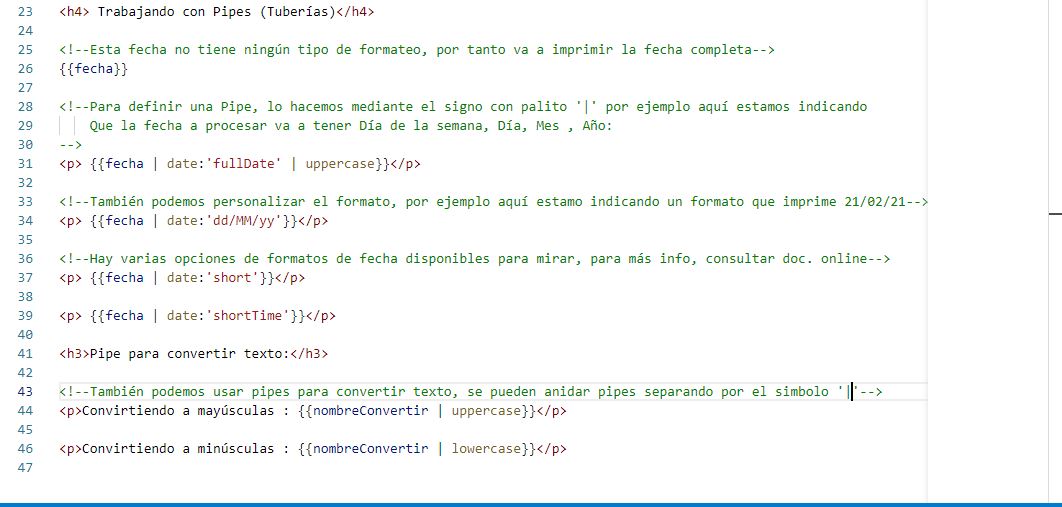 23 <h4> Trabajando con Pipes (Tuberías)</h4>
24
25 <!--Esta fecha no tiene ningún tipo de formateo, por tanto va a imprimir la fecha completa-->
26 {{fecha}}
27
28 <!--Para definir una Pipe, lo hacemos mediante el signo con palito '|' por ejemplo aquí estamos indicando
29 Que la fecha a procesar va a tener Día de la semana, Día, Mes , Año:
30 -->
31 <p> {{fecha | date:'fullDate' | uppercase}}</p>
32
33 <!--También podemos personalizar el formato, por ejemplo aquí estamo indicando un formato que imprime 21/02/21-->
34 <p> {{fecha | date:'dd/MM/yy'}}</p>
35
36 <!--Hay varias opciones de formatos de fecha disponibles para mirar, para más info, consultar doc. online-->
37 <p> {{fecha | date:'short'}}</p>
38
39 <p> {{fecha | date:'shortTime'}}</p>
40
41 <h3>Pipe para convertir texto:</h3>
42
43 <!--También podemos usar pipes para convertir texto, se pueden anidar pipes separando por el simbolo '|'-->
44 <p>Convirtiendo a mayúsculas : {{nombreConvertir | uppercase}}</p>
45
46 <p>Convirtiendo a minúsculas : {{nombreConvertir | lowercase}}</p>
47